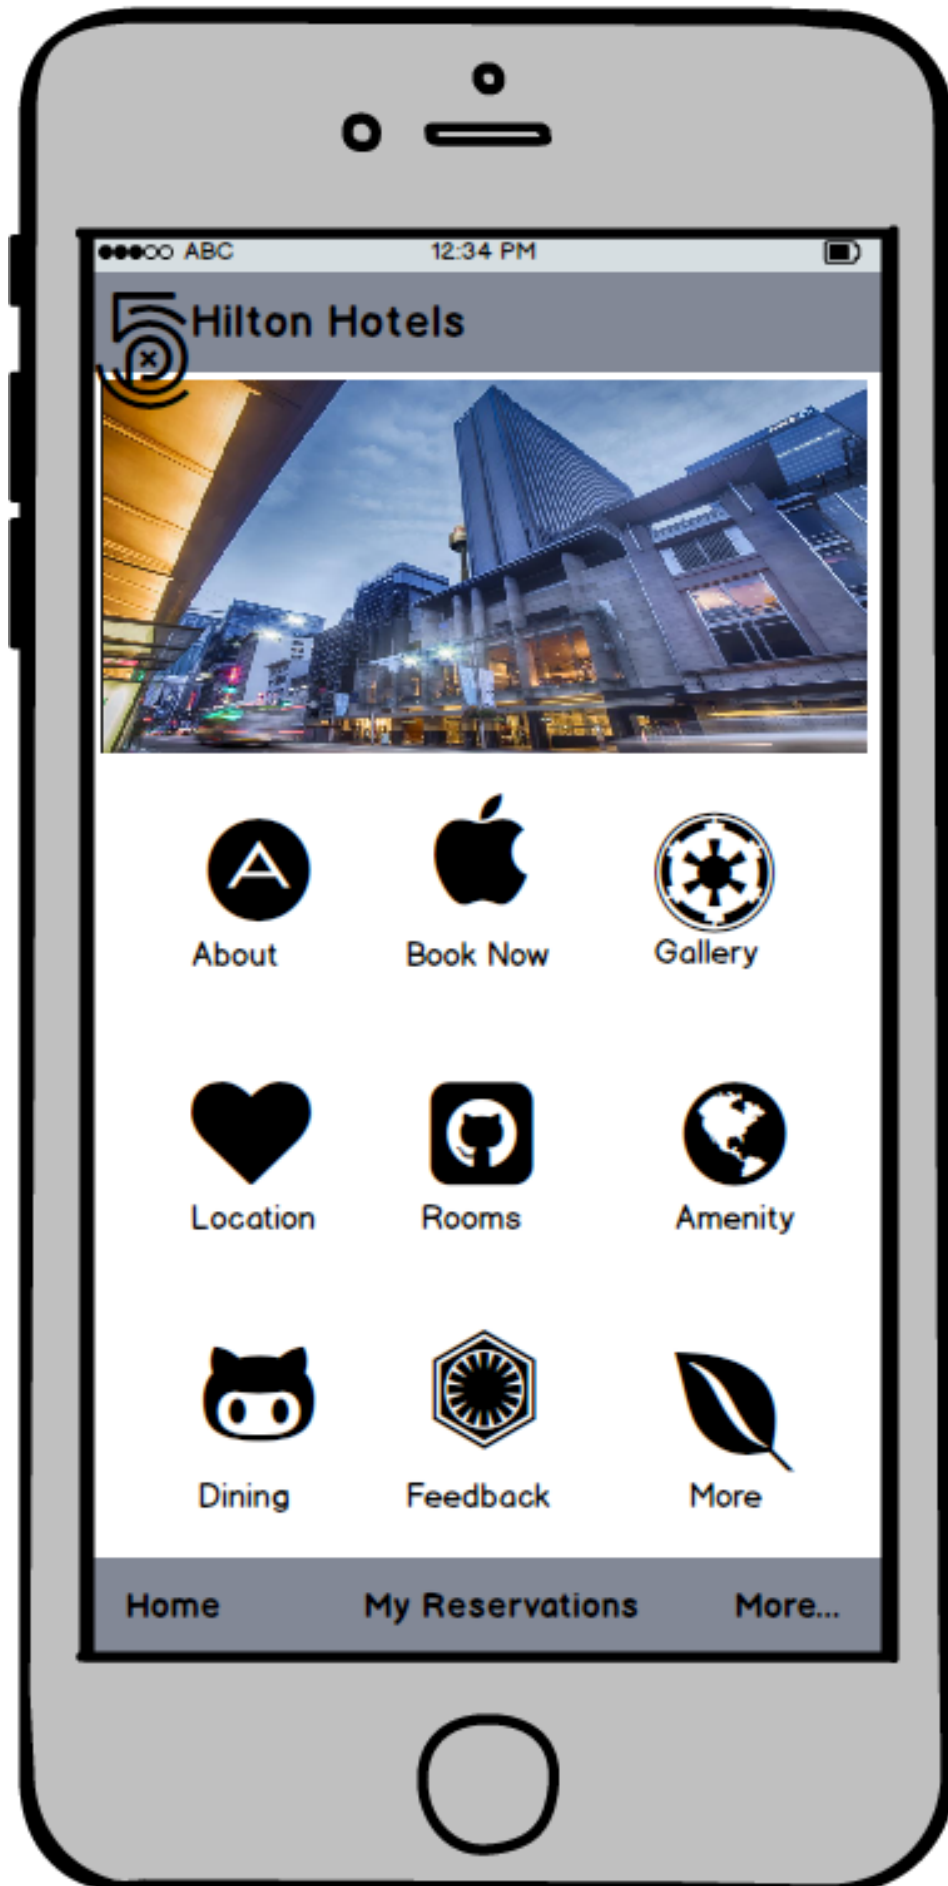 ABC 12:34 PM
Hilton Hotels
About Book Now Gallery
Location Rooms Amenity
Dining Feedback More
Home My Reservations More...